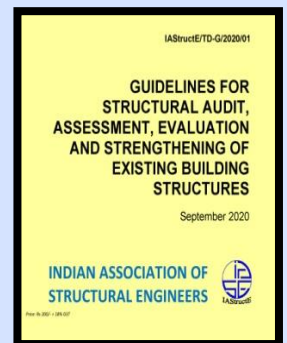 IAStructE/TD-G/2020/01
GUIDELINES FOR
STRUCTURAL AUDIT,
ASSESSMENT, EVALUATION
AND STRENGTHENING OF
EXISTING BUILDING
STRUCTURES
September 2020
INDIAN ASSOCIATION OF
STRUCTURAL ENGINEERS
IAStructE